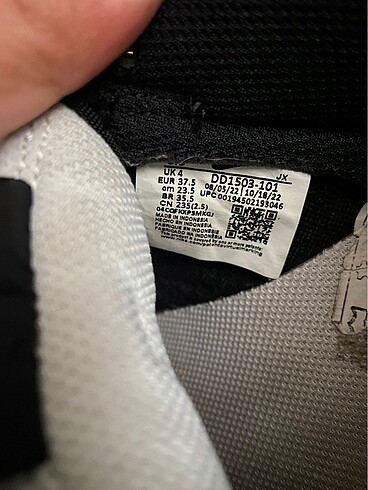 UK 4 DD1503-101 JX
EUR 37.5 08/05/22 | 10/18/22
cm 23.5 UPC 00194502193046
BR 35.5
CN 235(2.5)
MADE IN INDONESIA
HECHO EN INDONESIA
FABRIQUE EN INDONESIE
FABRICADO NA INDONÉSIA